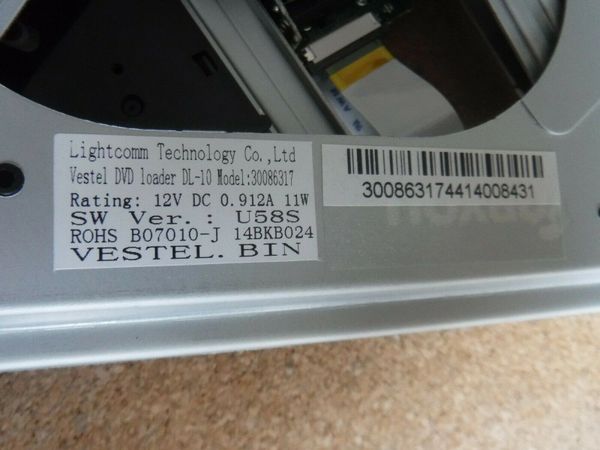 Lightcomm Technology Co.,Ltd
Vestel DVD loader DL-10 Model:30086317
Rating: 12V DC 0.912A 11W
SW Ver.: U58S
ROHS B07010-J 14BKB024
VESTEL.BIN
300863174414008431